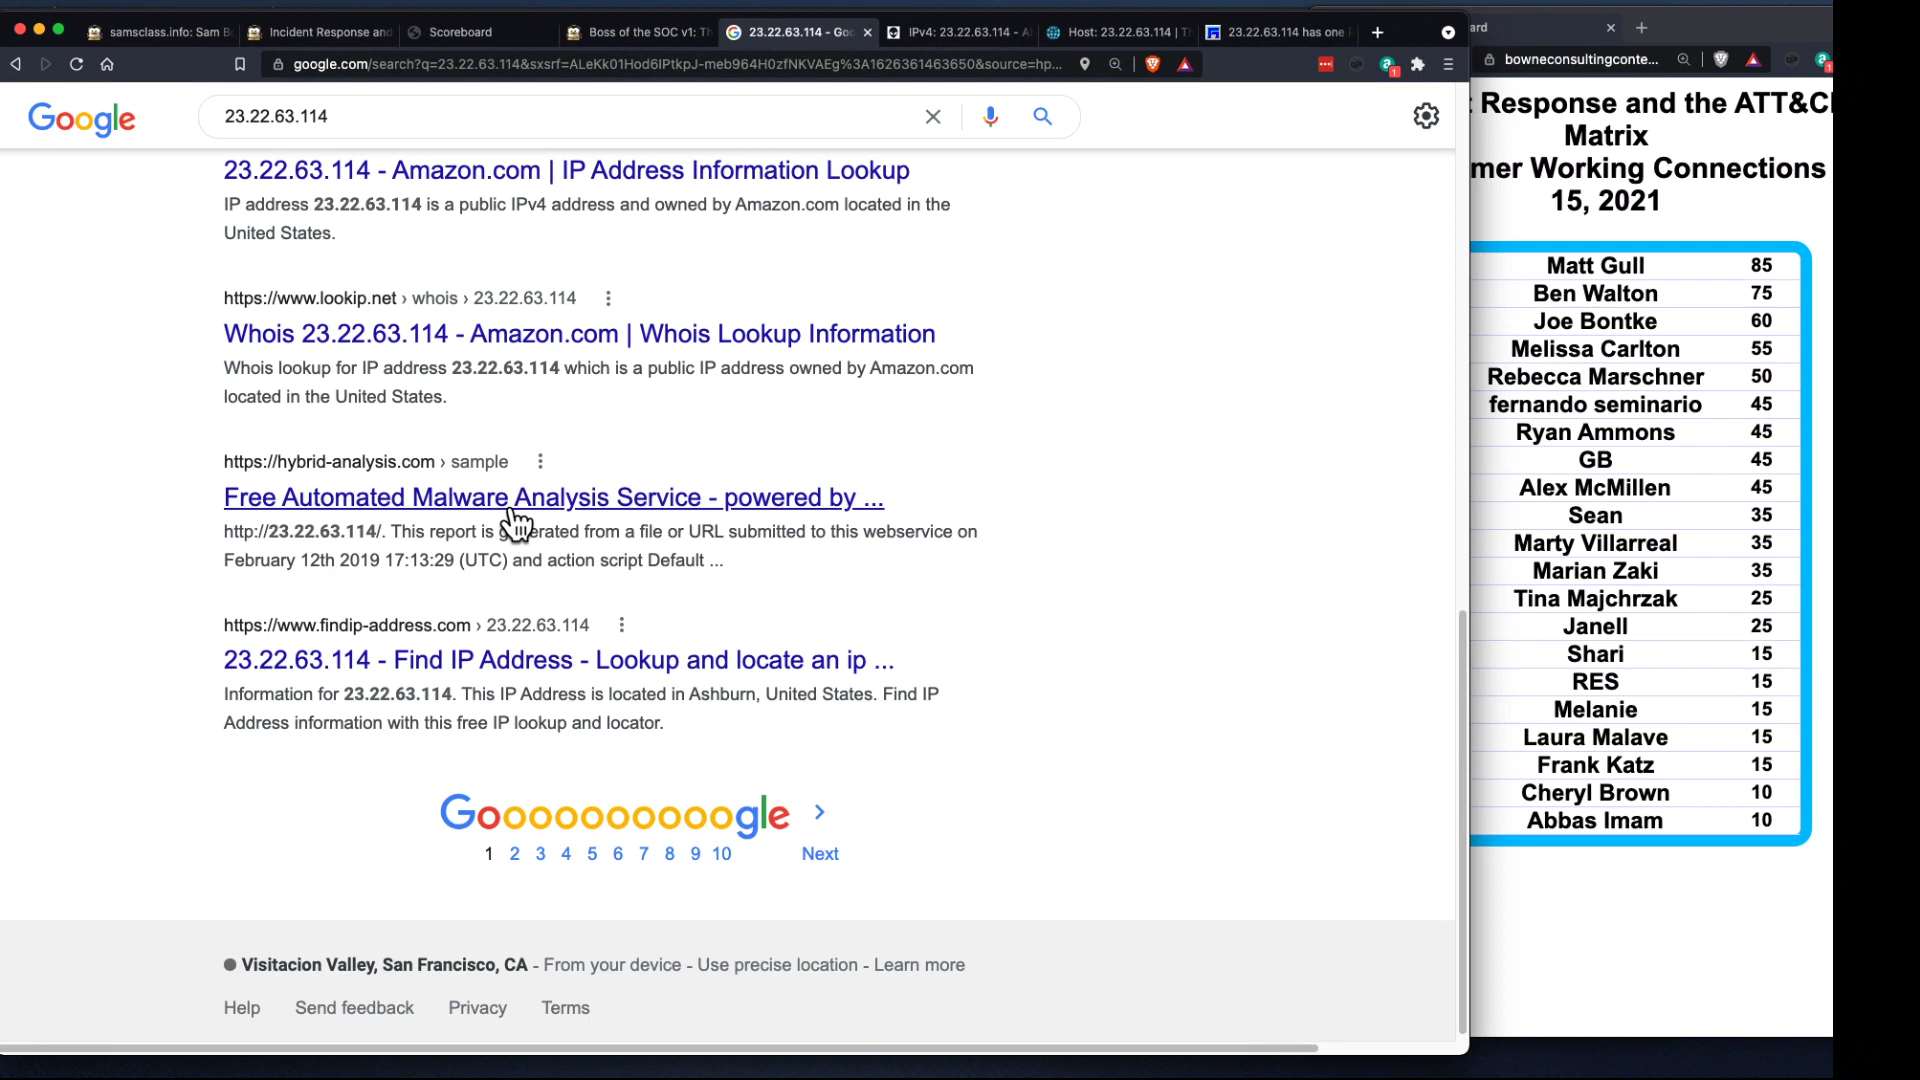 samsclass.info: Sam B
Incident Response and
Scoreboard
Boss of the SOC v1: Th
23.22.63.114 - Goo
IPv4: 23.22.63.114 - Al
Host: 23.22.63.114 | Th
23.22.63.114 has one
google.com/search?q=23.22.63.114&sxsrf=ALeKk01Hod6IPtkpJ-meb964H0zfNKVAEg%3A1626361463650&source=hp...
Google
23.22.63.114
23.22.63.114 - Amazon.com | IP Address Information Lookup
IP address 23.22.63.114 is a public IPv4 address and owned by Amazon.com located in the
United States.
https://www.lookip.net › whois › 23.22.63.114
Whois 23.22.63.114 - Amazon.com | Whois Lookup Information
Whois lookup for IP address 23.22.63.114 which is a public IP address owned by Amazon.com
located in the United States.
https://hybrid-analysis.com › sample
Free Automated Malware Analysis Service - powered by ...
http://23.22.63.114/. This report is generated from a file or URL submitted to this webservice on
February 12th 2019 17:13:29 (UTC) and action script Default ...
https://www.findip-address.com › 23.22.63.114
23.22.63.114 - Find IP Address - Lookup and locate an ip ...
Information for 23.22.63.114. This IP Address is located in Ashburn, United States. Find IP
Address information with this free IP lookup and locator.
Goooooooooogle
1 2 3 4 5 6 7 8 9 10 Next
Visitacion Valley, San Francisco, CA - From your device - Use precise location - Learn more
Help Send feedback Privacy Terms
ard
bowneconsultingconte...
: Response and the ATT&C
Matrix
mer Working Connections
15, 2021
Matt Gull 85
Ben Walton 75
Joe Bontke 60
Melissa Carlton 55
Rebecca Marschner 50
fernando seminario 45
Ryan Ammons 45
GB 45
Alex McMillen 45
Sean 35
Marty Villarreal 35
Marian Zaki 35
Tina Majchrzak 25
Janell 25
Shari 15
RES 15
Melanie 15
Laura Malave 15
Frank Katz 15
Cheryl Brown 10
Abbas Imam 10